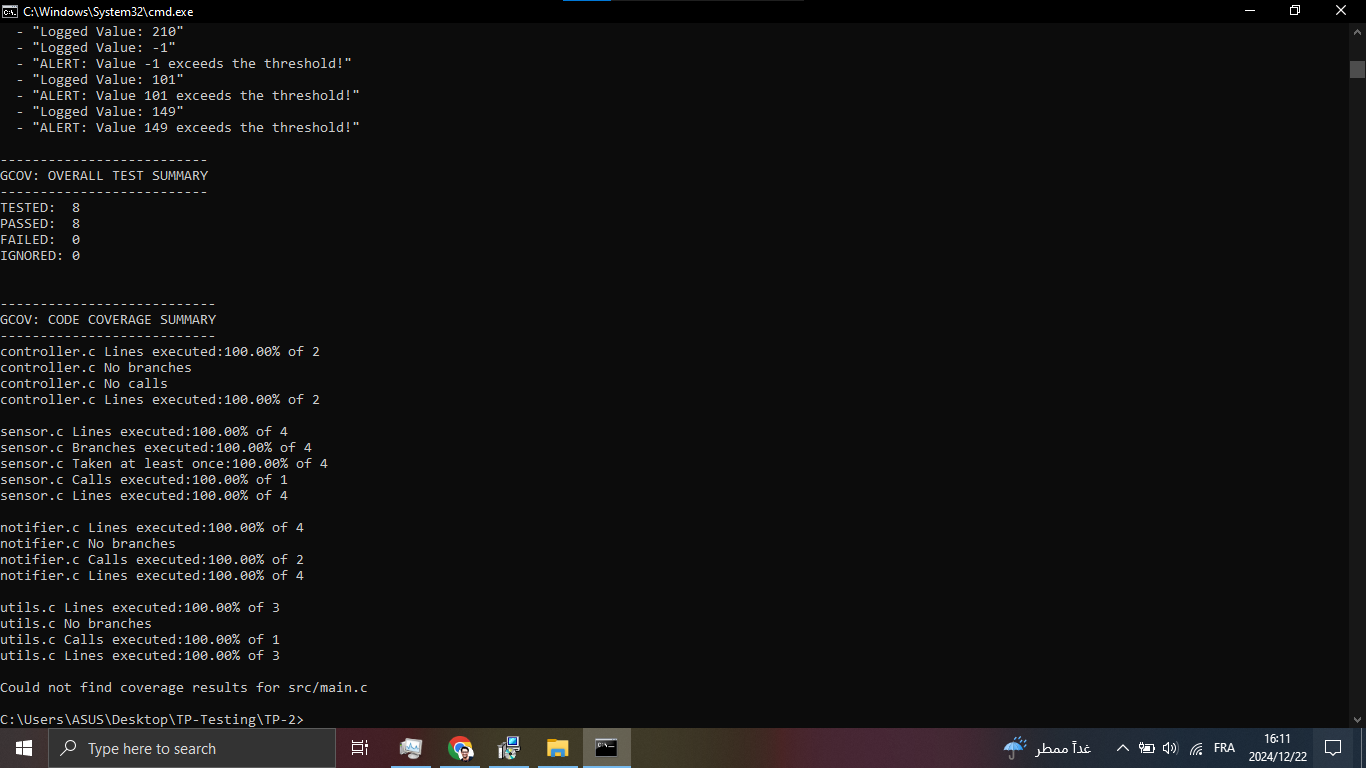 C:\Windows\System32\cmd.exe
- "Logged Value: 210"
- "Logged Value: -1"
- "ALERT: Value -1 exceeds the threshold!"
- "Logged Value: 101"
- "ALERT: Value 101 exceeds the threshold!"
- "Logged Value: 149"
- "ALERT: Value 149 exceeds the threshold!"
--------------------------
GCOV: OVERALL TEST SUMMARY
--------------------------
TESTED:  8
PASSED:  8
FAILED:  0
IGNORED: 0
---------------------------
GCOV: CODE COVERAGE SUMMARY
---------------------------
controller.c Lines executed:100.00% of 2
controller.c No branches
controller.c No calls
controller.c Lines executed:100.00% of 2
sensor.c Lines executed:100.00% of 4
sensor.c Branches executed:100.00% of 4
sensor.c Taken at least once:100.00% of 4
sensor.c Calls executed:100.00% of 1
sensor.c Lines executed:100.00% of 4
notifier.c Lines executed:100.00% of 4
notifier.c No branches
notifier.c Calls executed:100.00% of 2
notifier.c Lines executed:100.00% of 4
utils.c Lines executed:100.00% of 3
utils.c No branches
utils.c Calls executed:100.00% of 1
utils.c Lines executed:100.00% of 3
Could not find coverage results for src/main.c
C:\Users\ASUS\Desktop\TP-Testing\TP-2>
Type here to search
غداً ممطر
FRA
16:11
2024/12/22